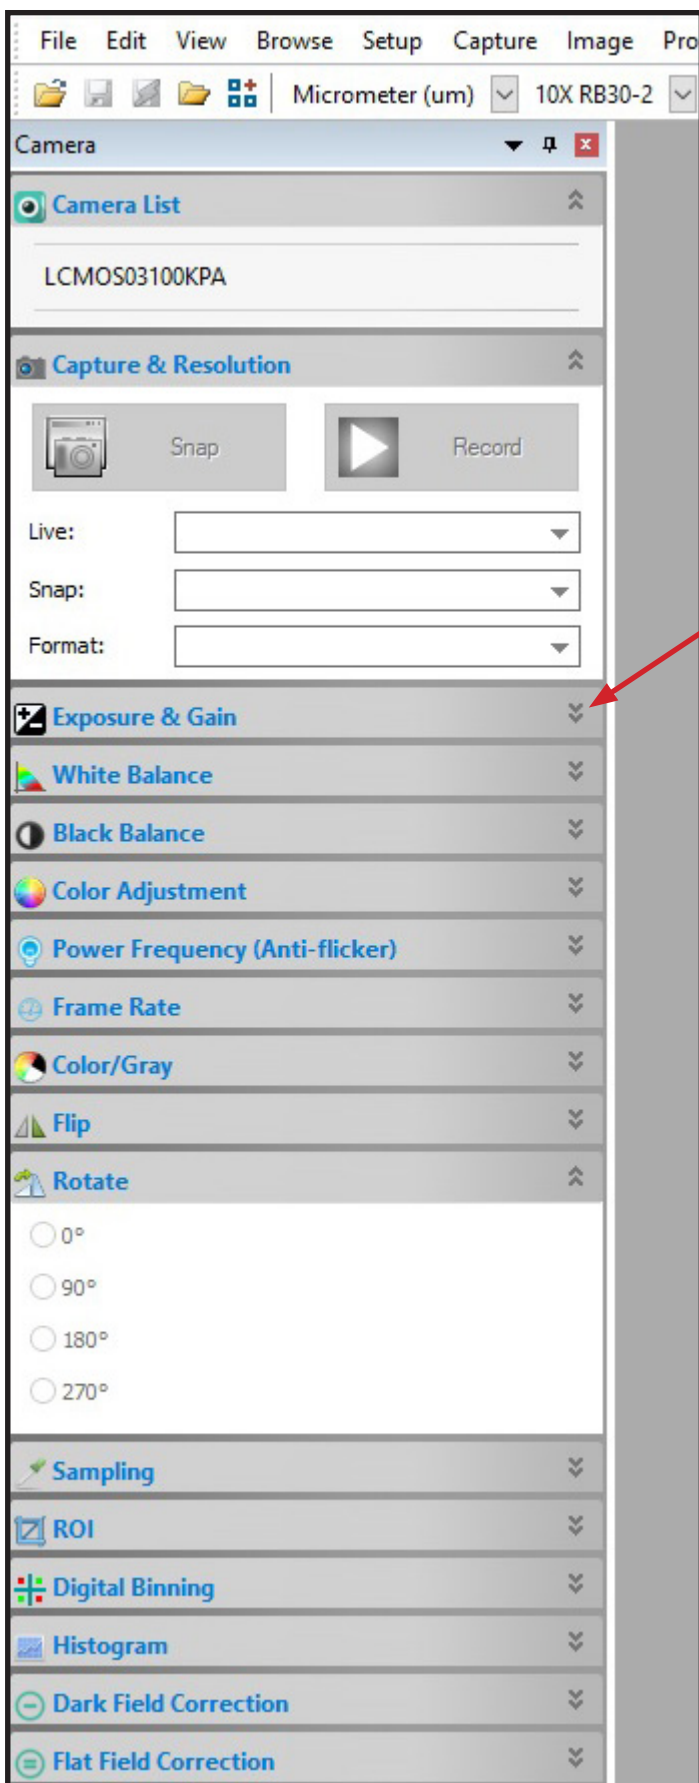 File Edit View Browse Setup Capture Image Pro
Micrometer (um) 10X RB30-2
Camera
Camera List
LCMOS03100KPA
Capture & Resolution
Snap Record
Live:
Snap:
Format:
Exposure & Gain
White Balance
Black Balance
Color Adjustment
Power Frequency (Anti-flicker)
Frame Rate
Color/Gray
Flip
Rotate
0°
90°
180°
270°
Sampling
ROI
Digital Binning
Histogram
Dark Field Correction
Flat Field Correction